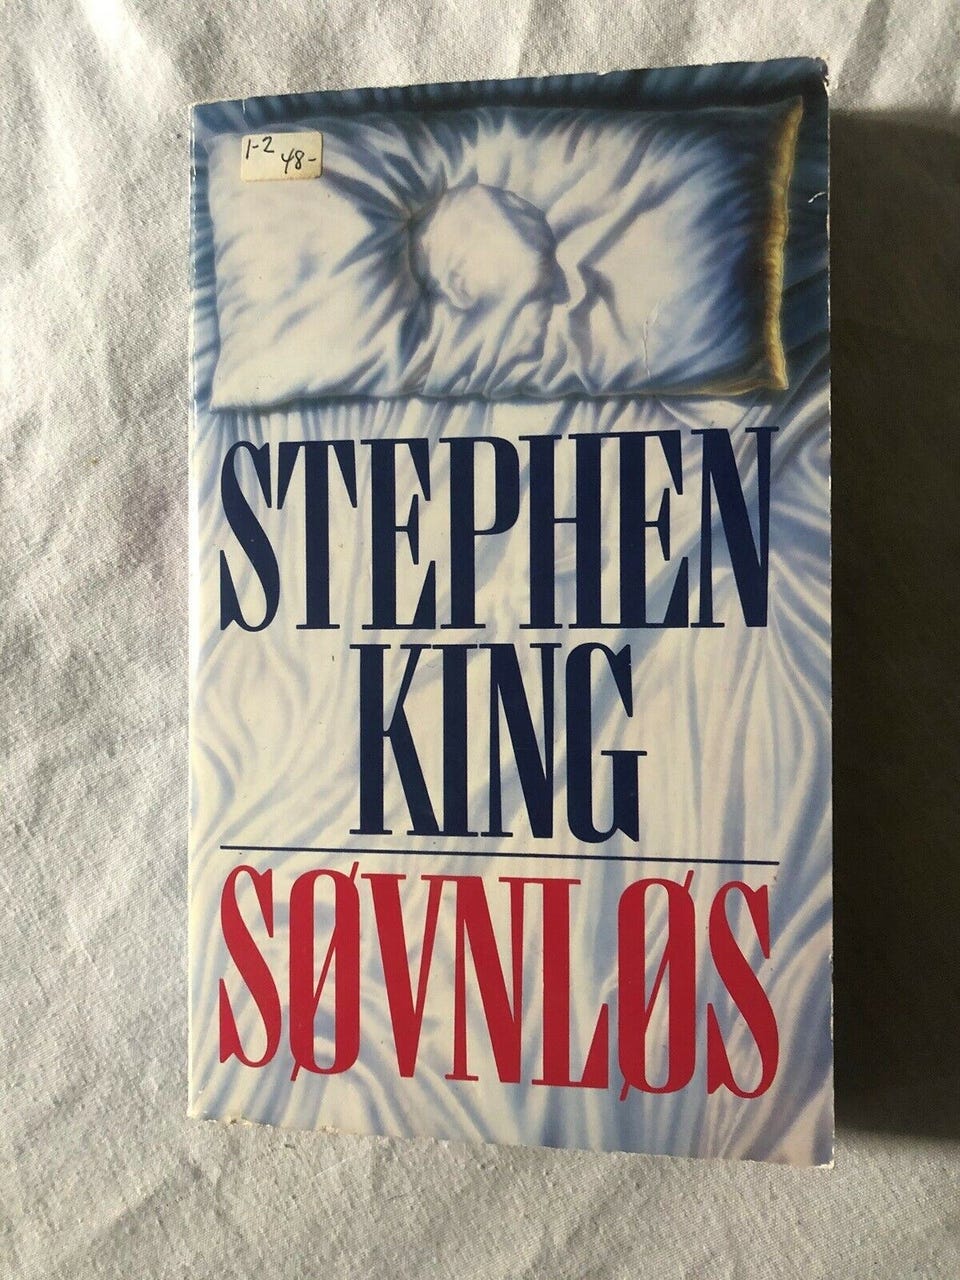 1-2 48-
STEPHEN
KING
SØVNLØS